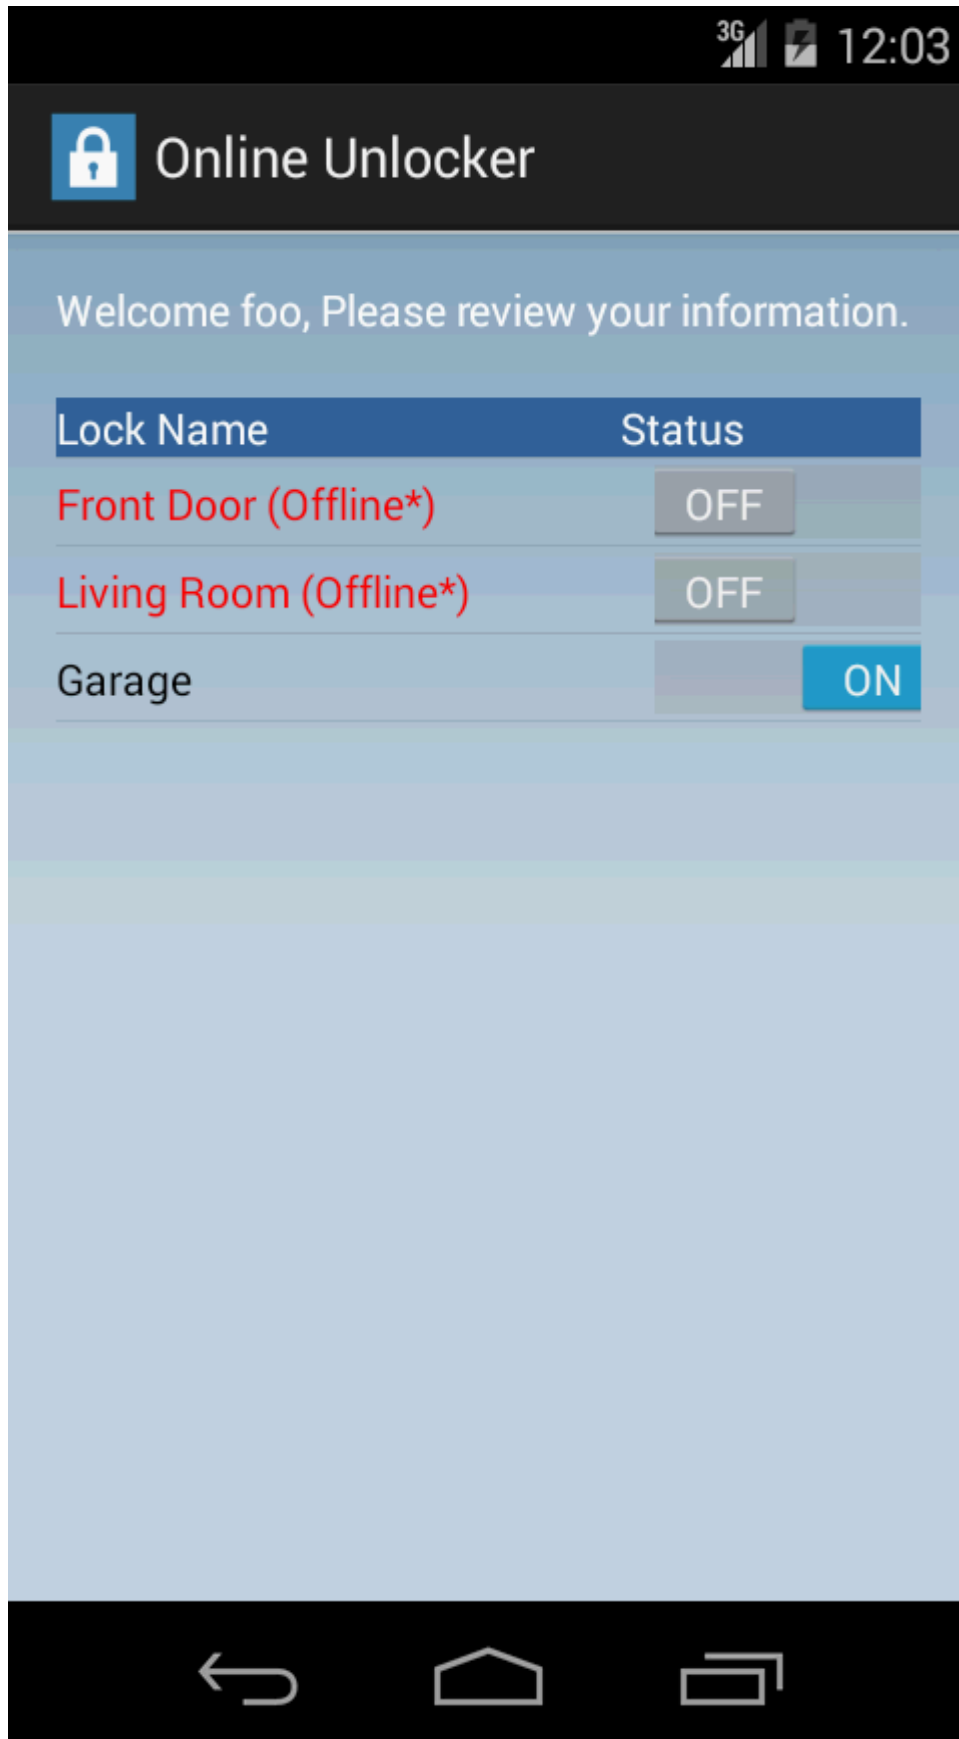 3G 12:03
Online Unlocker
Welcome foo, Please review your information.
Lock Name Status
Front Door (Offline*) OFF
Living Room (Offline*) OFF
Garage ON